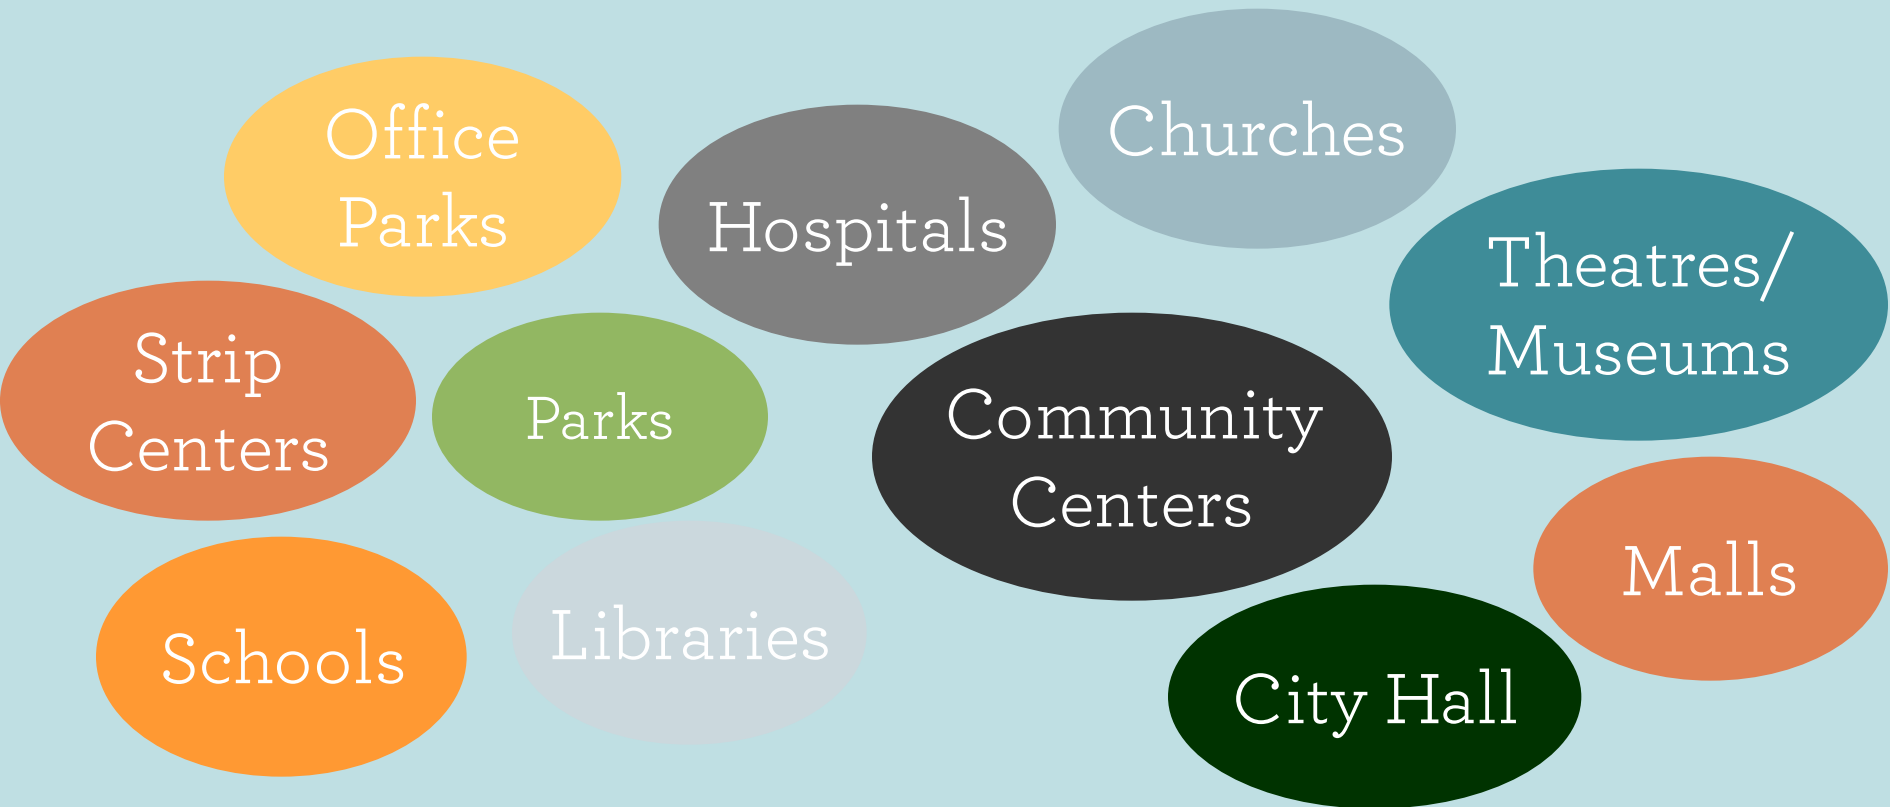 Office
Parks
Hospitals
Churches
Theatres/
Museums
Strip
Centers
Parks
Community
Centers
Malls
Schools
Libraries
City Hall